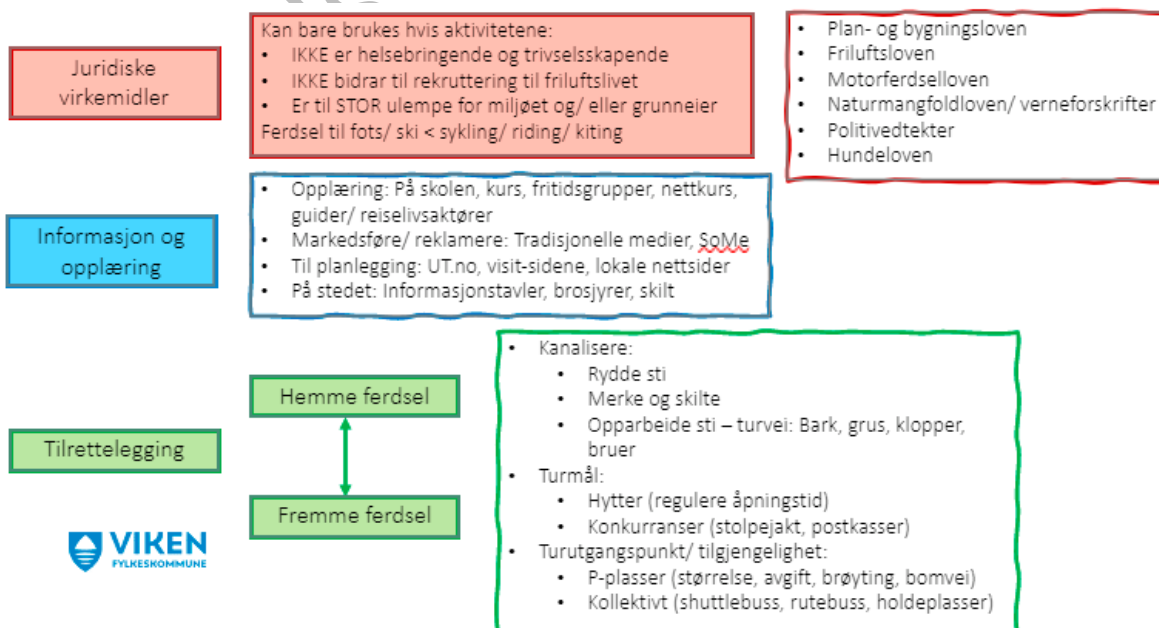 Juridiske
virkemidler
Kan bare brukes hvis aktivitetene:
• IKKE er helsebringende og trivselsskapende
• IKKE bidrar til rekruttering til friluftslivet
• Er til STOR ulempe for miljøet og/ eller grunneier
Ferdsel til fots/ ski < sykling/ riding/ kiting
• Plan- og bygningsloven
• Friluftsloven
• Motorferdselloven
• Naturmangfoldloven/ verneforskrifter
• Politivedtekter
• Hundeloven
Informasjon og
opplæring
• Opplæring: På skolen, kurs, fritidsgrupper, nettkurs,
guider/ reiselivsaktører
• Markedsføre/ reklamere: Tradisjonelle medier, SoMe
• Til planlegging: UT.no, visit-sidene, lokale nettsider
• På stedet: Informasjonstavler, brosjyrer, skilt
Tilrettelegging
Hemme ferdsel
Fremme ferdsel
• Kanalisere:
• Rydde sti
• Merke og skilte
• Opparbeide sti – turvei: Bark, grus, klopper,
bruer
• Turmål:
• Hytter (regulere åpningstid)
• Konkurranser (stolpejakt, postkasser)
• Turutgangspunkt/ tilgjengelighet:
• P-plasser (størrelse, avgift, brøyting, bomvei)
• Kollektivt (shuttlebuss, rutebuss, holdeplasser)
VIKEN
FYLKESKOMMUNE